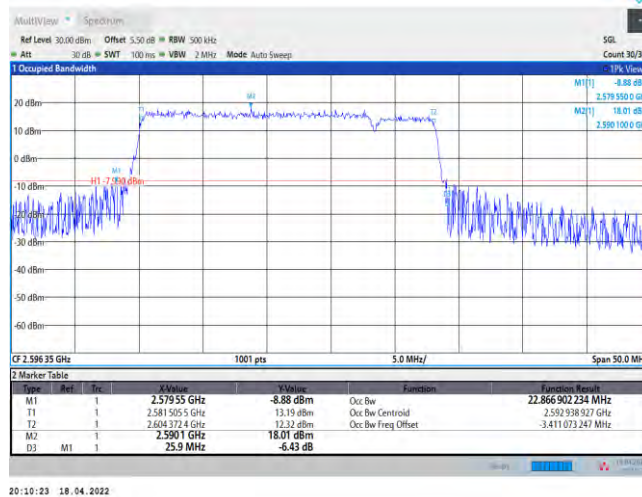 MultiView Spectrum
Ref Level 30.00 dBm Offset 5.50 dB RBW 500 kHz SGL
Att 30 dB SWT 100 ms VBW 2 MHz Mode Auto Sweep Count 30/3
1 Occupied Bandwidth 1Pk View
M1[1] -8.88 dB
2.579 550 0 G
M2[1] 18.01 dB
2.590 100 0 G
M2
T1
T2
20 dBm
10 dBm
0 dBm
M1
H1 -7.990 dBm
-10 dBm
-20 dBm
-30 dBm
-40 dBm
-50 dBm
-60 dBm
CF 2.596 35 GHz 1001 pts 5.0 MHz/ Span 50.0 MH
2 Marker Table
Type Ref Trc X-Value Y-Value Function Function Result
M1 1 2.579 55 GHz -8.88 dBm Occ Bw 22.866 902 234 MHz
T1 1 2.581 505 5 GHz 13.19 dBm Occ Bw Centroid 2.592 938 927 GHz
T2 1 2.604 372 4 GHz 12.32 dBm Occ Bw Freq Offset -3.411 073 247 MHz
M2 1 2.590 1 GHz 18.01 dBm
D3 M1 1 25.9 MHz -6.43 dB
20:10:23 18.04.2022